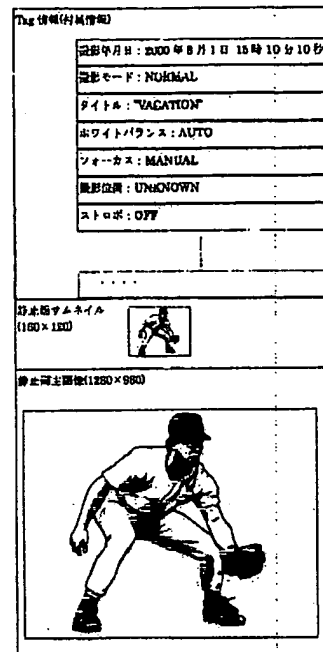 Tag 情報(付属情報)
撮影年月日：2000 年 8 月 1 日 15 時 10 分 10 秒
撮影モード：NORMAL
タイトル："VACATION"
ホワイトバランス：AUTO
フォーカス：MANUAL
撮影位置：UNKNOWN
ストロボ：OFF
・・・・
静止画サムネイル
(160×120)
静止画主画像(1280×960)